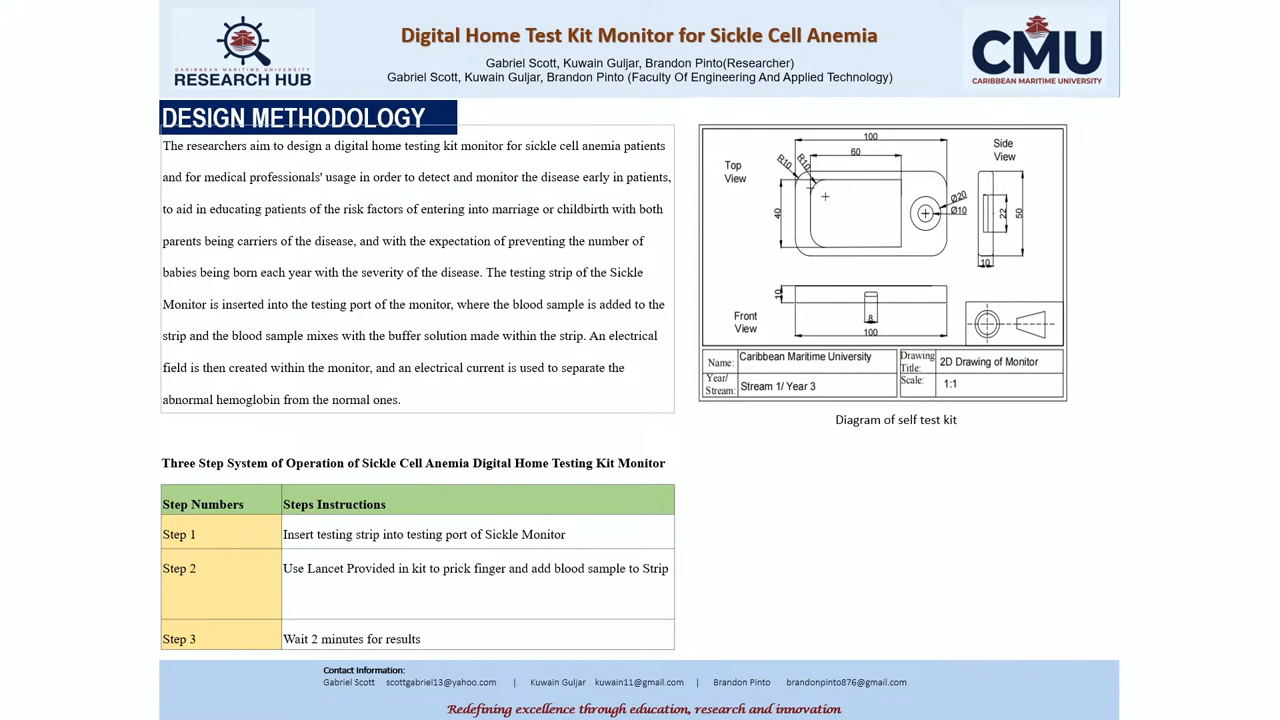 Digital Home Test Kit Monitor for Sickle Cell Anemia
Gabriel Scott, Kuwain Guljar, Brandon Pinto(Researcher)
Gabriel Scott, Kuwain Guljar, Brandon Pinto (Faculty Of Engineering And Applied Technology)
CARIBBEAN MARITIME UNIVERSITY
RESEARCH HUB
CMU
CARIBBEAN MARITIME UNIVERSITY
DESIGN METHODOLOGY
The researchers aim to design a digital home testing kit monitor for sickle cell anemia patients
and for medical professionals' usage in order to detect and monitor the disease early in patients,
to aid in educating patients of the risk factors of entering into marriage or childbirth with both
parents being carriers of the disease, and with the expectation of preventing the number of
babies being born each year with the severity of the disease. The testing strip of the Sickle
Monitor is inserted into the testing port of the monitor, where the blood sample is added to the
strip and the blood sample mixes with the buffer solution made within the strip. An electrical
field is then created within the monitor, and an electrical current is used to separate the
abnormal hemoglobin from the normal ones.
Top
View
100
60
R10
R10
40
Ø20
Ø10
Side
View
22
50
10
Front
View
10
8
100
Name: Caribbean Maritime University
Drawing
Title: 2D Drawing of Monitor
Year/
Stream: Stream 1/ Year 3
Scale: 1:1
Diagram of self test kit
Three Step System of Operation of Sickle Cell Anemia Digital Home Testing Kit Monitor
Step Numbers Steps Instructions
Step 1 Insert testing strip into testing port of Sickle Monitor
Step 2 Use Lancet Provided in kit to prick finger and add blood sample to Strip
Step 3 Wait 2 minutes for results
Contact Information:
Gabriel Scott scottgabriel13@yahoo.com | Kuwain Guljar kuwain11@gmail.com | Brandon Pinto brandonpinto876@gmail.com
Redefining excellence through education, research and innovation